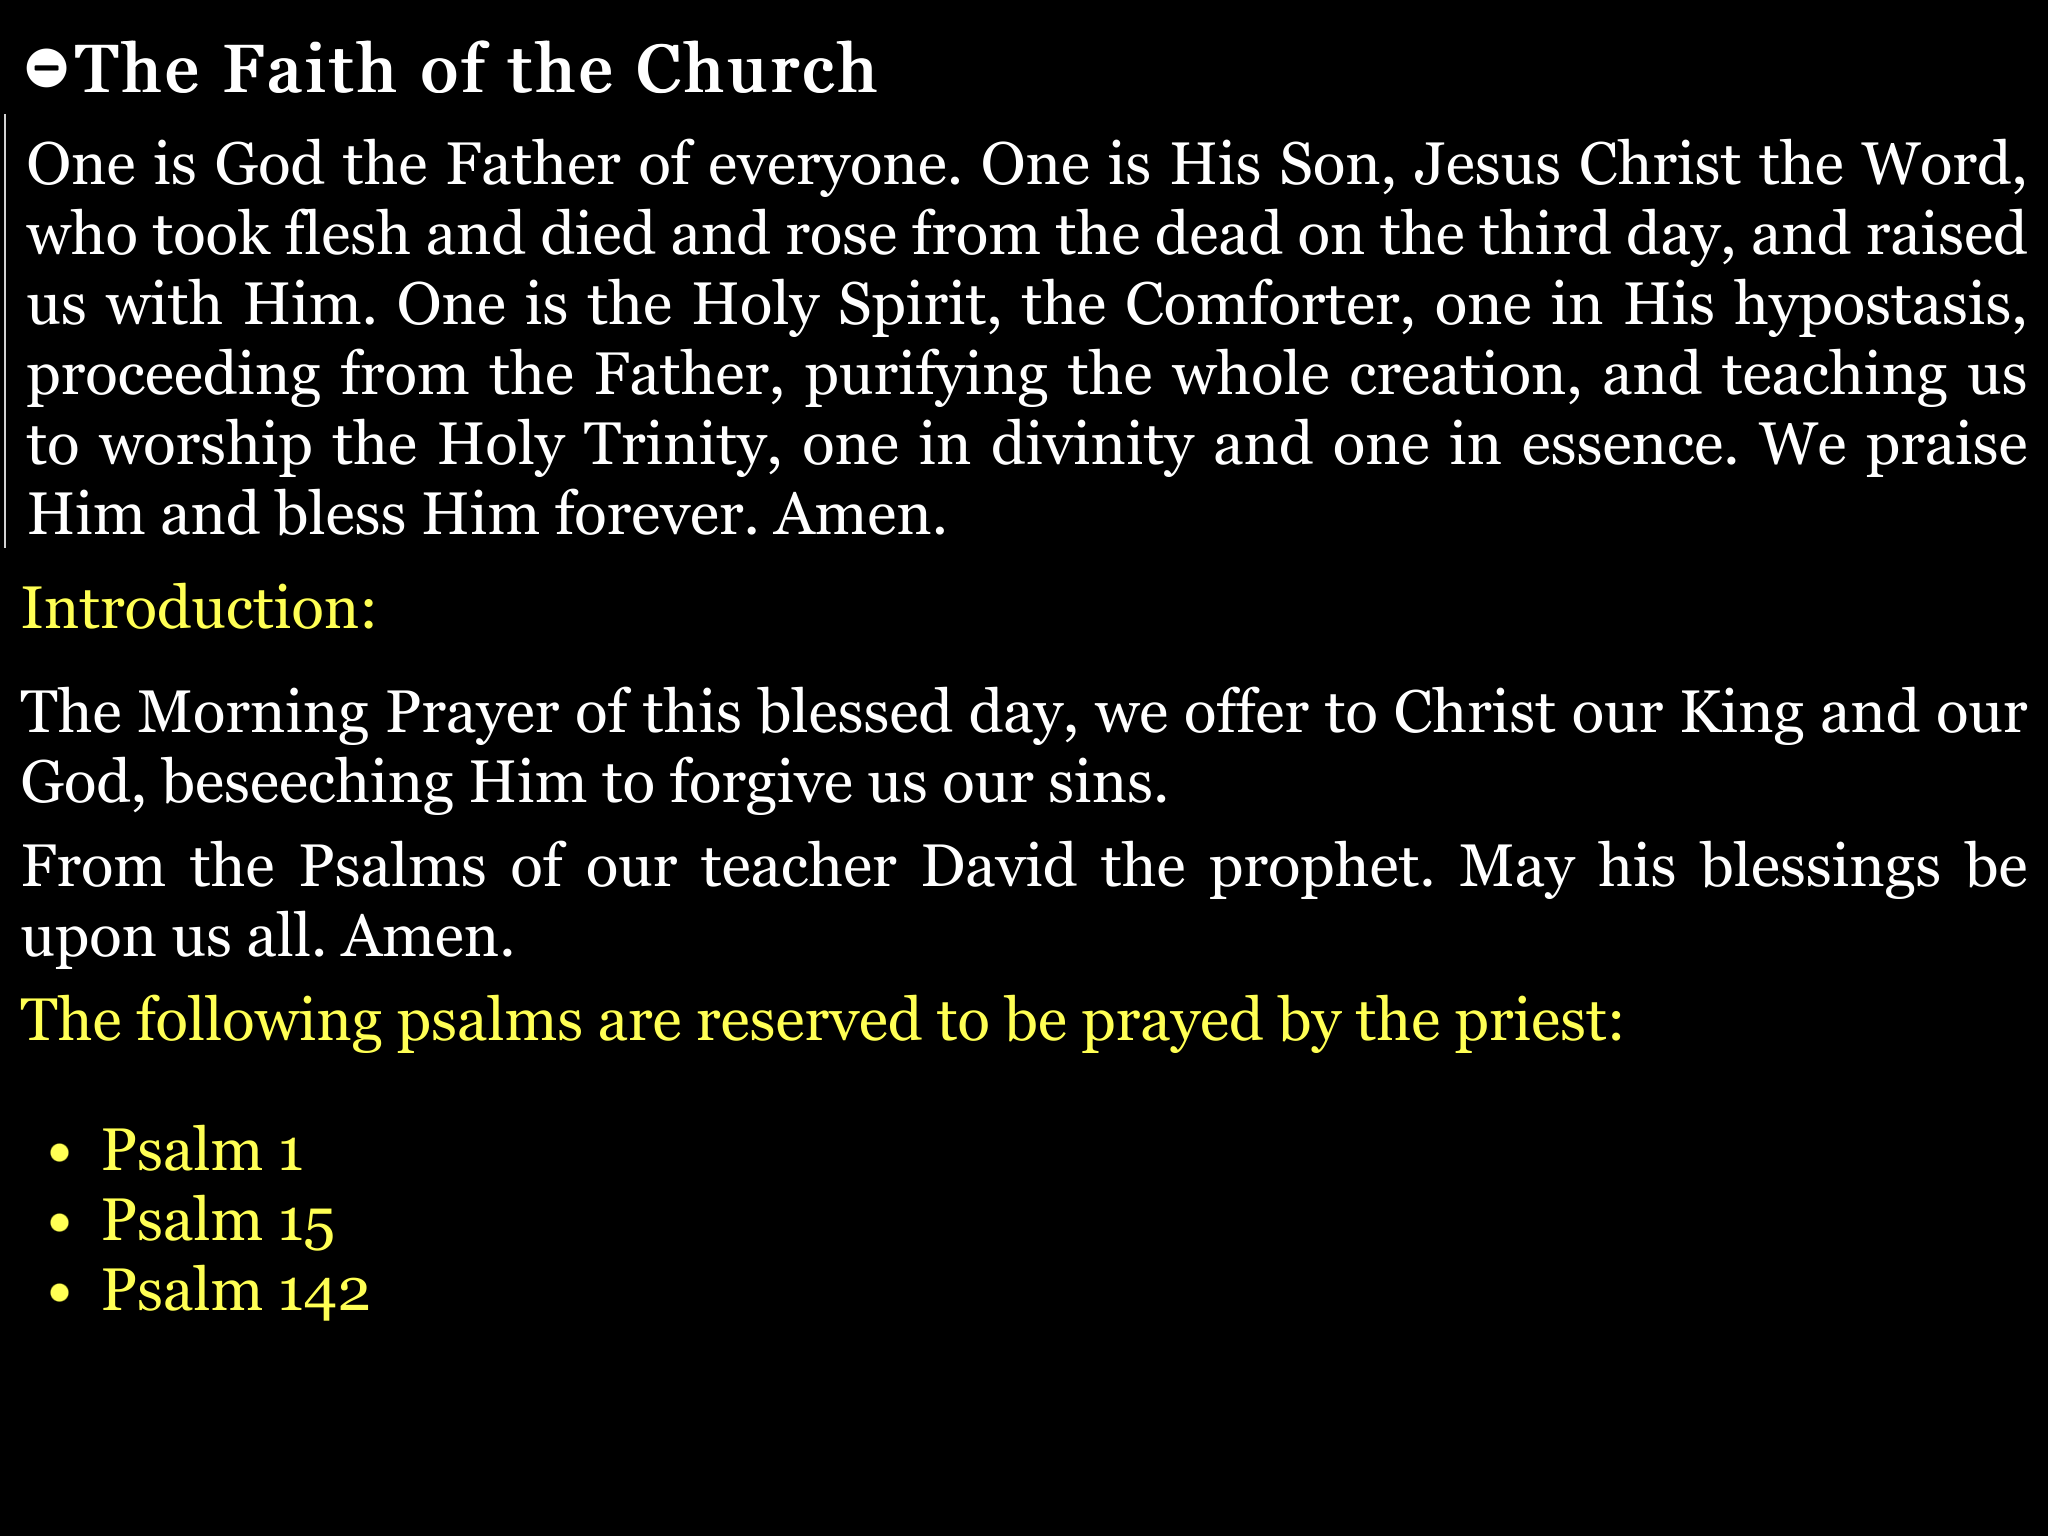 The Faith of the Church
One is God the Father of everyone. One is His Son, Jesus Christ the Word,
who took flesh and died and rose from the dead on the third day, and raised
us with Him. One is the Holy Spirit, the Comforter, one in His hypostasis,
proceeding from the Father, purifying the whole creation, and teaching us
to worship the Holy Trinity, one in divinity and one in essence. We praise
Him and bless Him forever. Amen.
Introduction:
The Morning Prayer of this blessed day, we offer to Christ our King and our
God, beseeching Him to forgive us our sins.
From the Psalms of our teacher David the prophet. May his blessings be
upon us all. Amen.
The following psalms are reserved to be prayed by the priest:
• Psalm 1
• Psalm 15
• Psalm 142